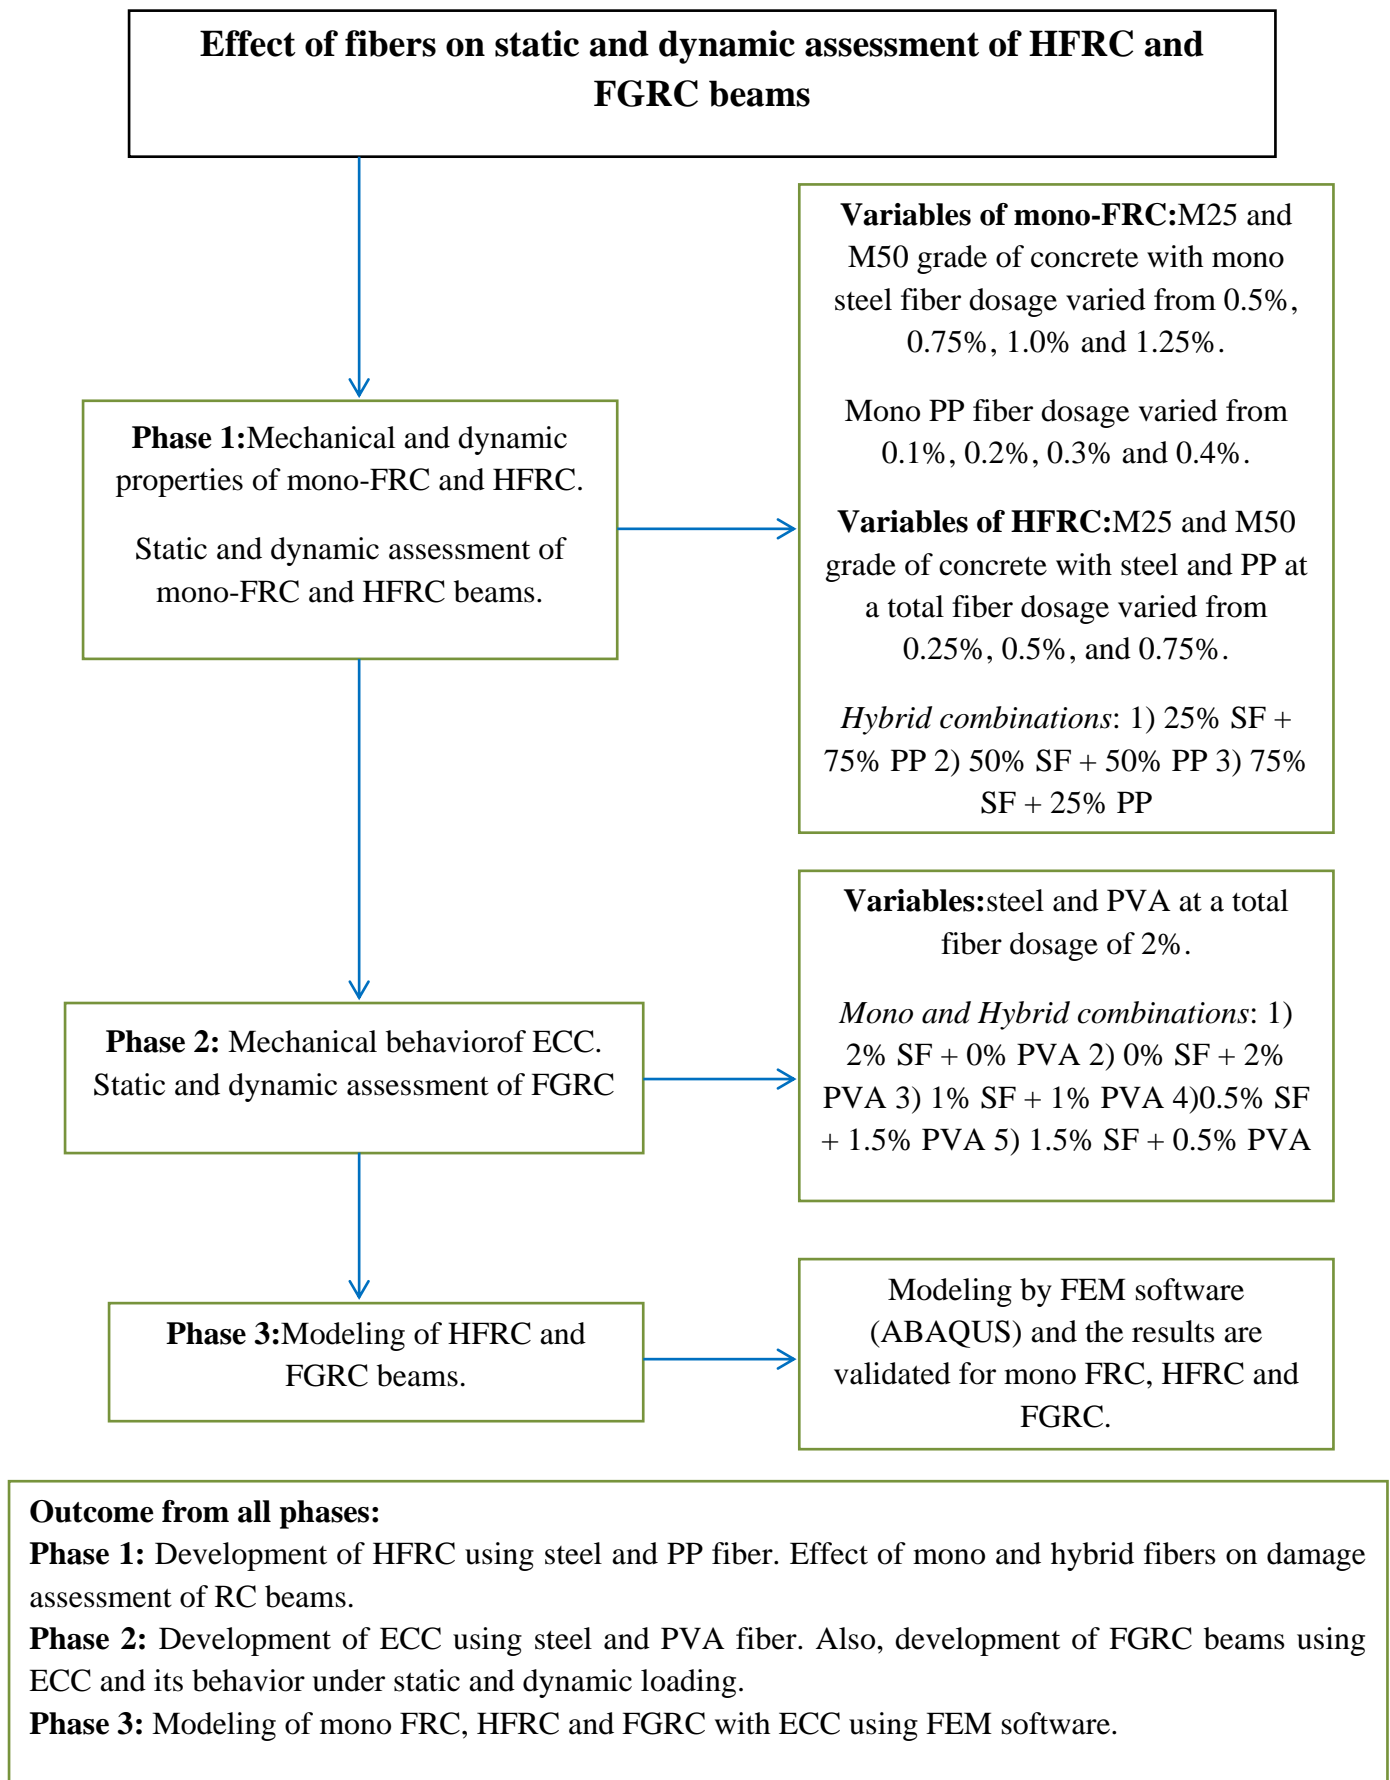 Effect of fibers on static and dynamic assessment of HFRC and
FGRC beams
Variables of mono-FRC:M25 and
M50 grade of concrete with mono
steel fiber dosage varied from 0.5%,
0.75%, 1.0% and 1.25%.
Mono PP fiber dosage varied from
0.1%, 0.2%, 0.3% and 0.4%.
Variables of HFRC:M25 and M50
grade of concrete with steel and PP at
a total fiber dosage varied from
0.25%, 0.5%, and 0.75%.
Hybrid combinations: 1) 25% SF +
75% PP 2) 50% SF + 50% PP 3) 75%
SF + 25% PP
Phase 1:Mechanical and dynamic
properties of mono-FRC and HFRC.
Static and dynamic assessment of
mono-FRC and HFRC beams.
Variables:steel and PVA at a total
fiber dosage of 2%.
Mono and Hybrid combinations: 1)
2% SF + 0% PVA 2) 0% SF + 2%
PVA 3) 1% SF + 1% PVA 4)0.5% SF
+ 1.5% PVA 5) 1.5% SF + 0.5% PVA
Phase 2: Mechanical behaviorof ECC.
Static and dynamic assessment of FGRC
Phase 3:Modeling of HFRC and
FGRC beams.
Modeling by FEM software
(ABAQUS) and the results are
validated for mono FRC, HFRC and
FGRC.
Outcome from all phases:
Phase 1: Development of HFRC using steel and PP fiber. Effect of mono and hybrid fibers on damage
assessment of RC beams.
Phase 2: Development of ECC using steel and PVA fiber. Also, development of FGRC beams using
ECC and its behavior under static and dynamic loading.
Phase 3: Modeling of mono FRC, HFRC and FGRC with ECC using FEM software.